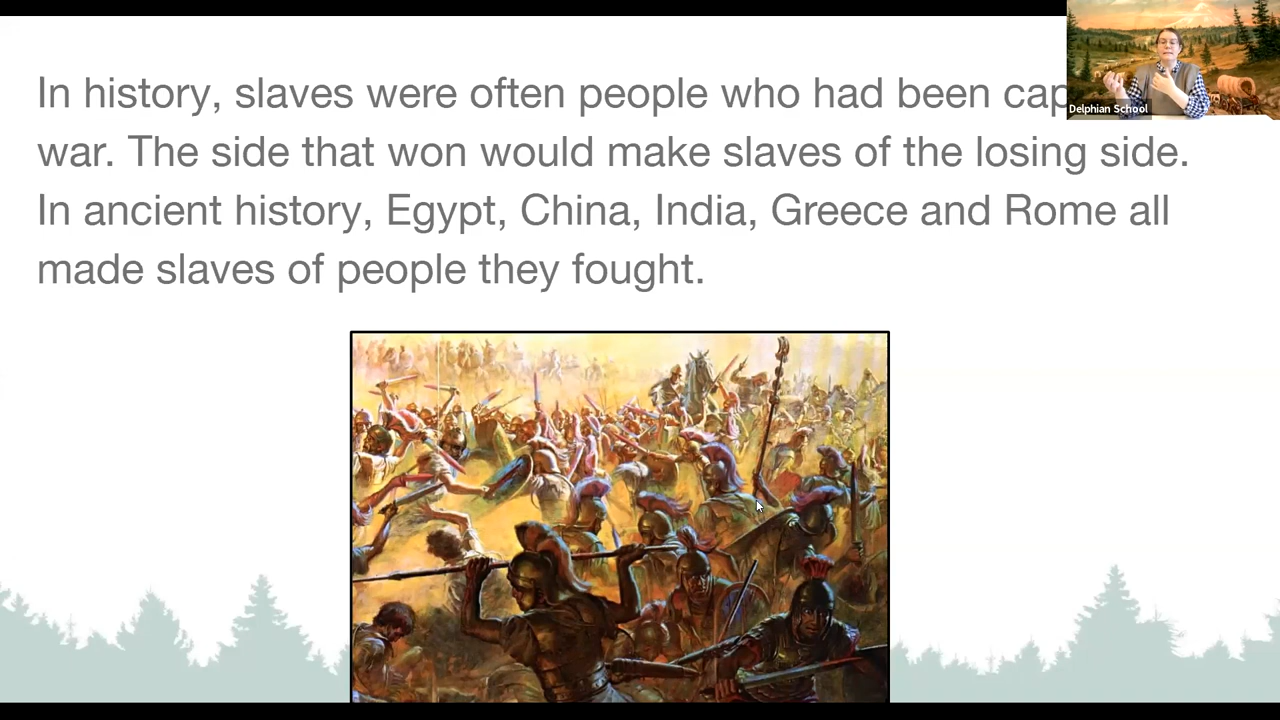 In history, slaves were often people who had been cap
war. The side that won would make slaves of the losing side.
In ancient history, Egypt, China, India, Greece and Rome all
made slaves of people they fought.
Delphian School